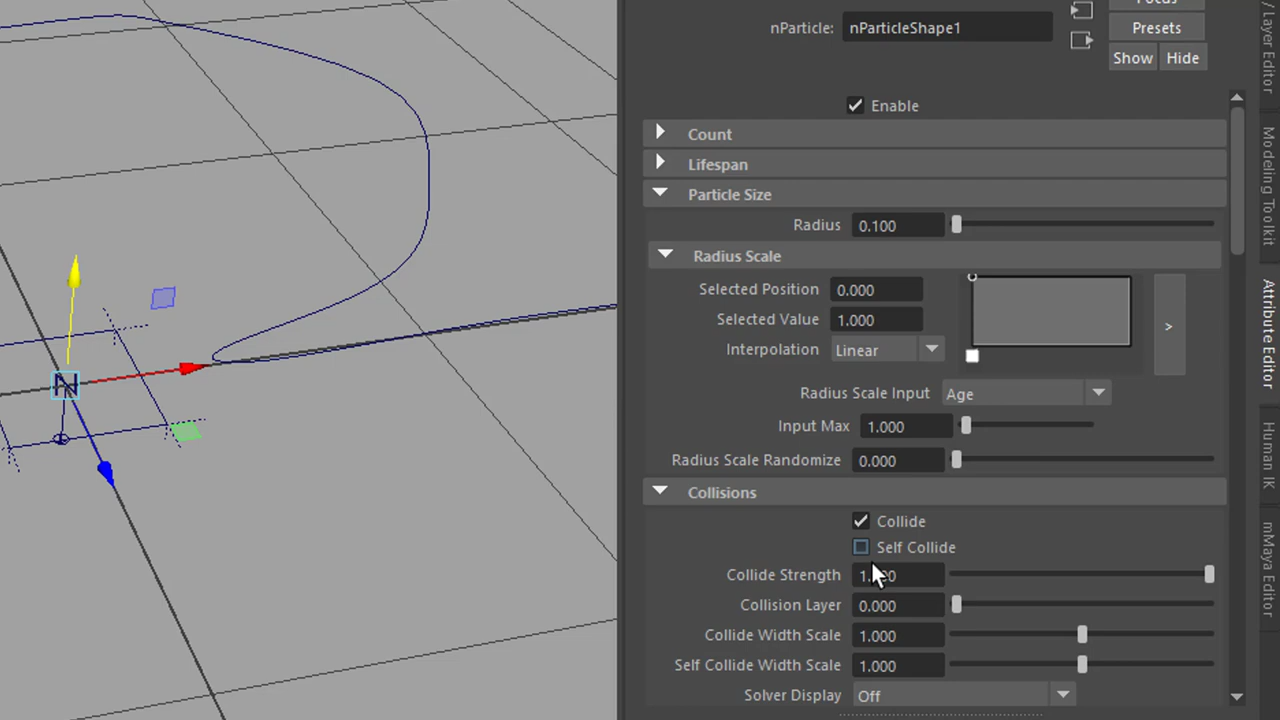 Focus
nParticle: nParticleShape1
Presets
Show Hide
Enable
Count
Lifespan
Particle Size
Radius 0.100
Radius Scale
Selected Position 0.000
Selected Value 1.000
Interpolation Linear
>
Radius Scale Input Age
Input Max 1.000
Radius Scale Randomize 0.000
Collisions
Collide
Self Collide
Collide Strength
Collision Layer 0.000
Collide Width Scale 1.000
Self Collide Width Scale 1.000
Solver Display Off
/ Layer Editor
Modeling Toolkit
Attribute Editor
Human IK
mMaya Editor
N